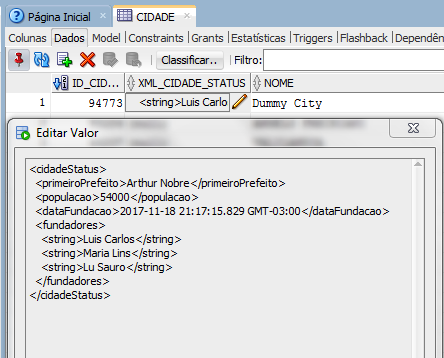 Página Inicial CIDADE
Colunas Dados Model Constraints Grants Estatísticas Triggers Flashback Dependên
Classificar.. Filtro:
ID_CID... XML_CIDADE_STATUS NOME
1 94773 <string>Luis Carlo Dummy City
Editar Valor
<cidadeStatus>
<primeiroPrefeito>Arthur Nobre</primeiroPrefeito>
<populacao>54000</populacao>
<dataFundacao>2017-11-18 21:17:15.829 GMT-03:00</dataFundacao>
<fundadores>
<string>Luis Carlos</string>
<string>Maria Lins</string>
<string>Lu Sauro</string>
</fundadores>
</cidadeStatus>